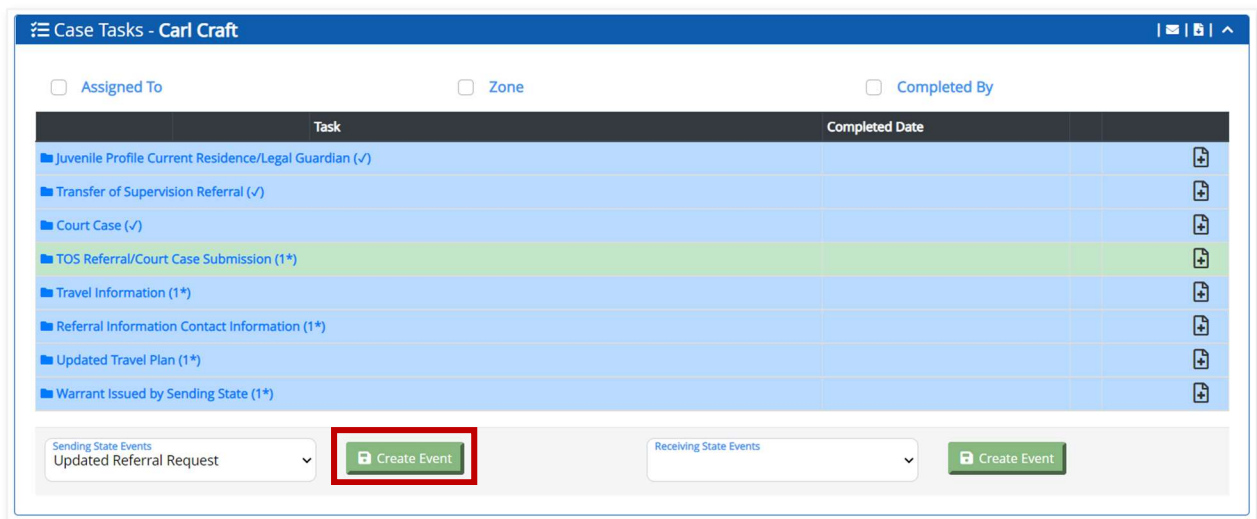 Case Tasks - Carl Craft
Assigned To
Zone
Completed By
Task
Completed Date
Juvenile Profile Current Residence/Legal Guardian (✓)
Transfer of Supervision Referral (✓)
Court Case (✓)
TOS Referral/Court Case Submission (1*)
Travel Information (1*)
Referral Information Contact Information (1*)
Updated Travel Plan (1*)
Warrant Issued by Sending State (1*)
Sending State Events
Updated Referral Request
Create Event
Receiving State Events
Create Event